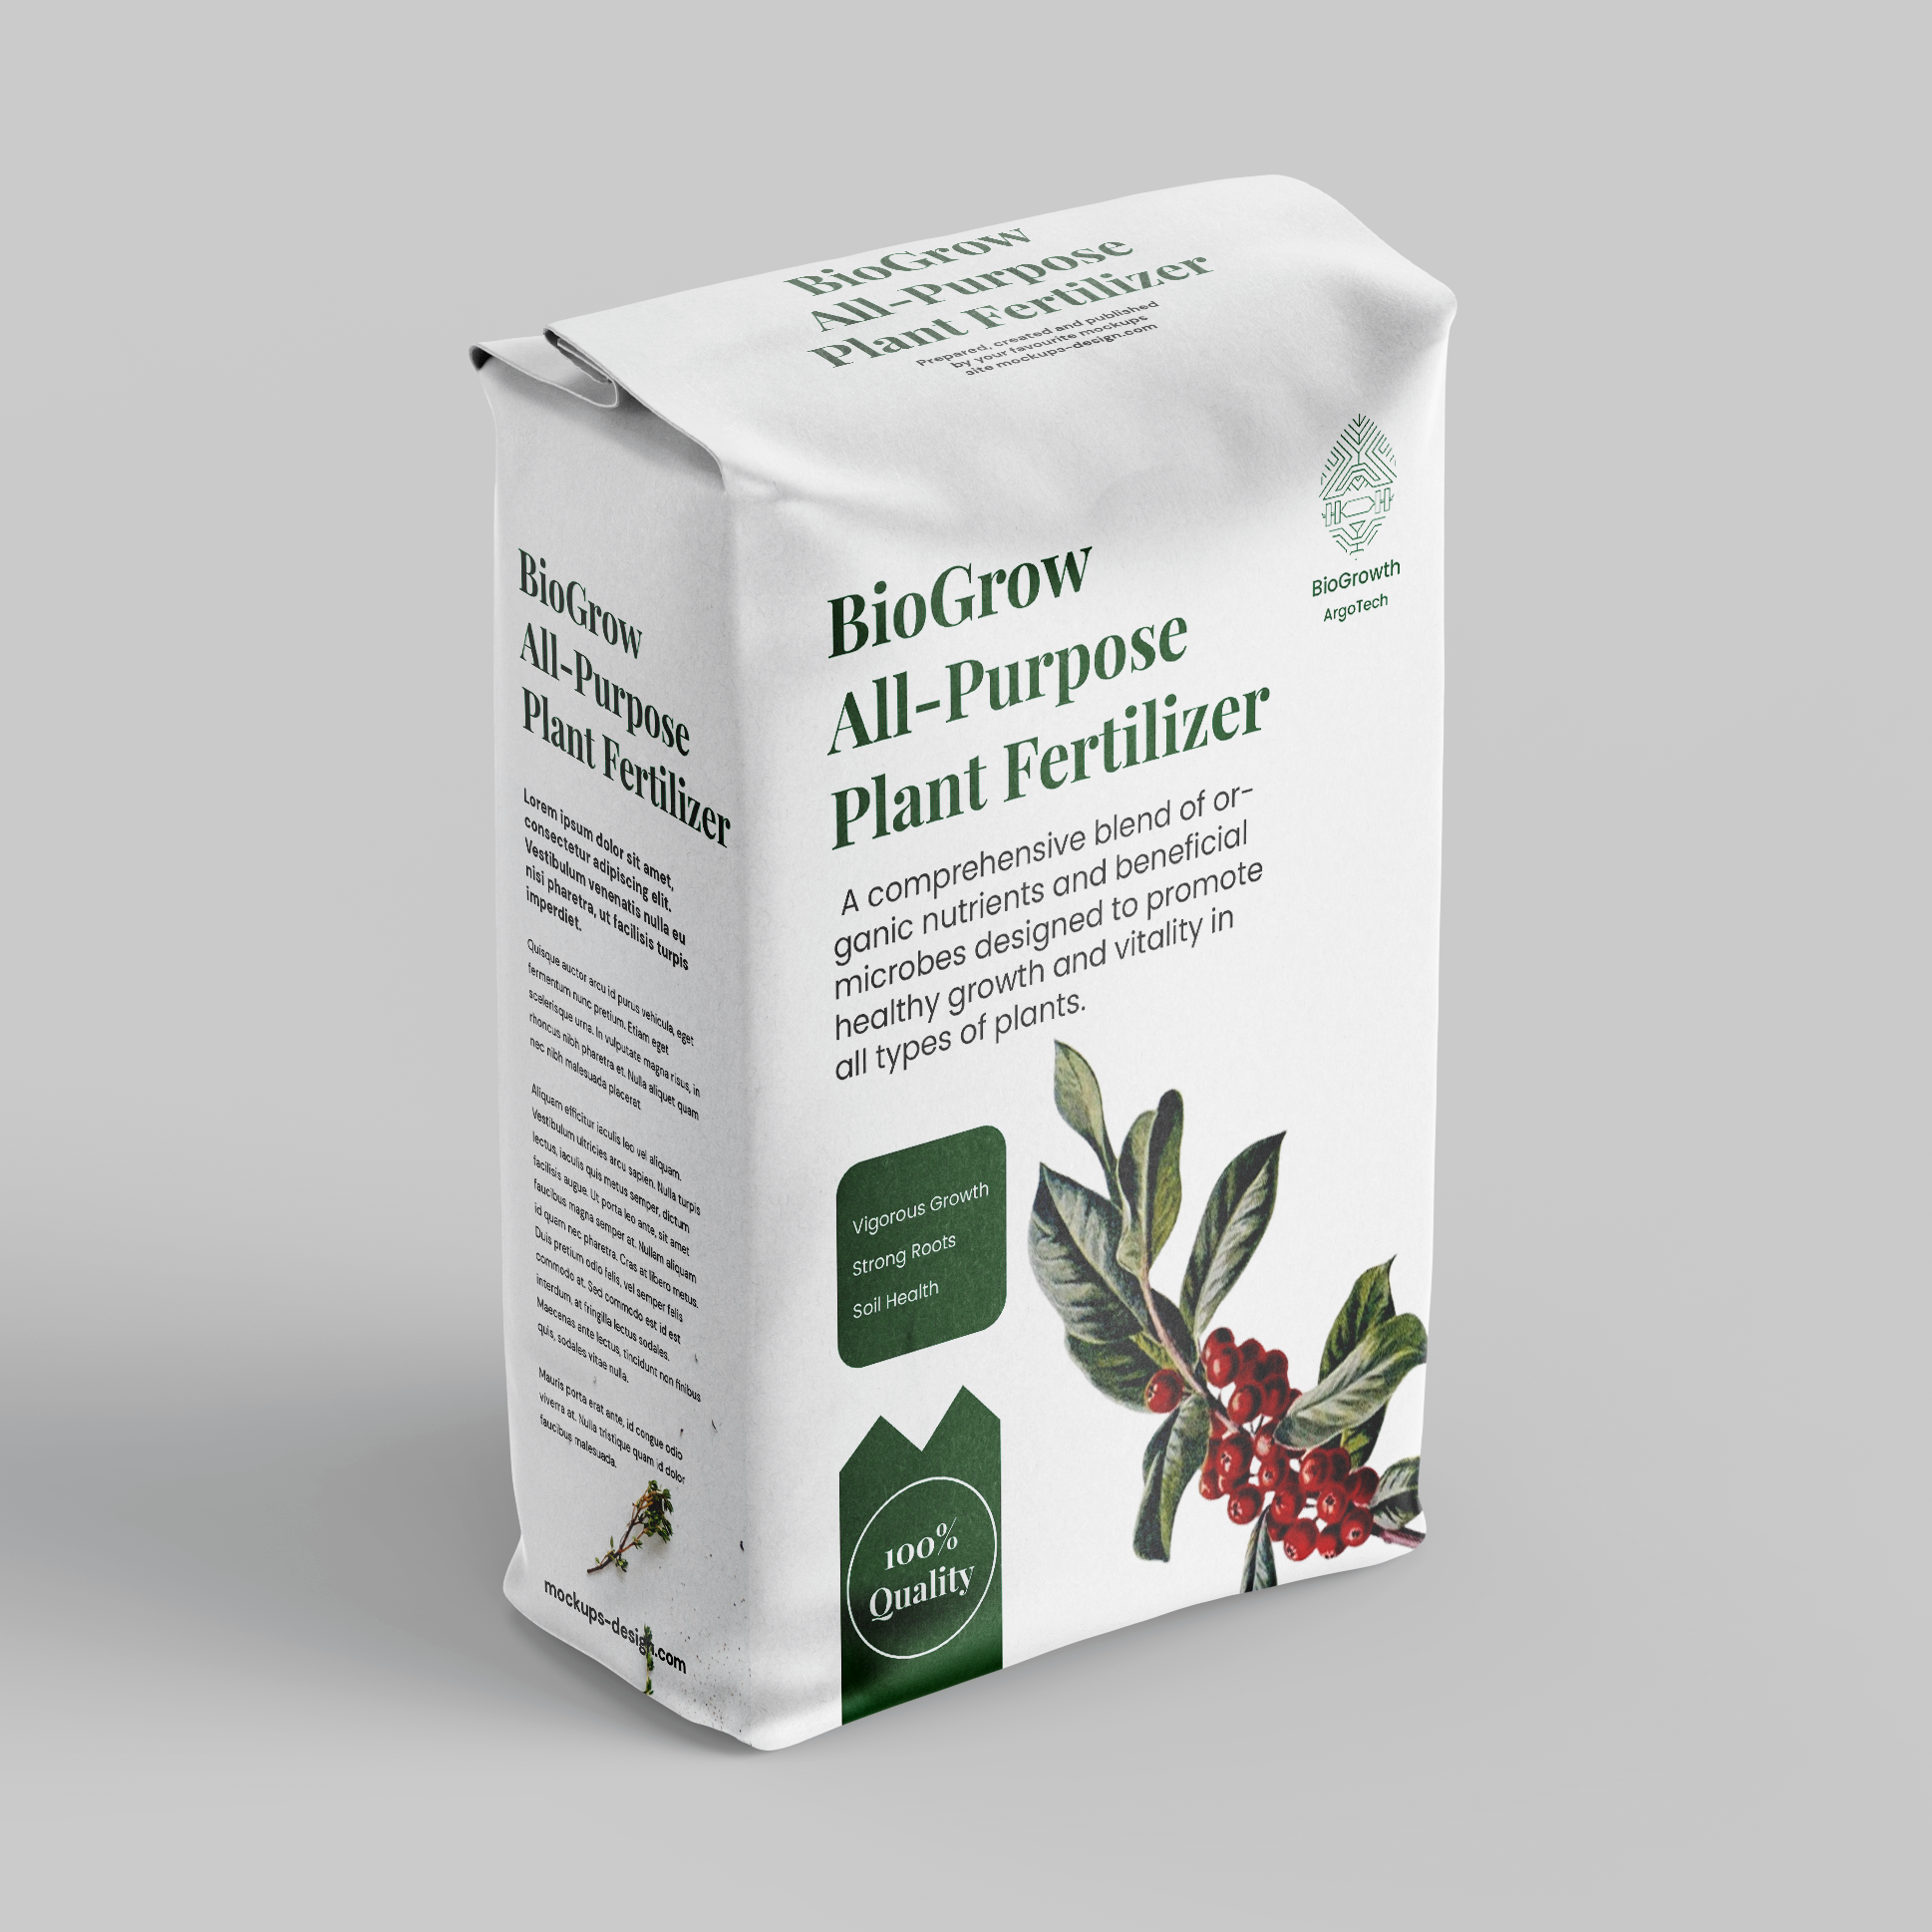 BioGrow
All-Purpose
Plant Fertilizer
Prepared, created and published
by your favourite mockups
site mockups-design.com
BioGrowth
ArgoTech
BioGrow
All-Purpose
Plant Fertilizer
A comprehensive blend of or-
ganic nutrients and beneficial
microbes designed to promote
healthy growth and vitality in
all types of plants.
Vigorous Growth
Strong Roots
Soil Health
100%
Quality
BioGrow
All-Purpose
Plant Fertilizer
Lorem ipsum dolor sit amet,
consectetur adipiscing elit.
Vestibulum venenatis nulla eu
nisi pharetra, ut facilisis turpis
imperdiet.
Quisque auctor arcu id purus vehicula, eget
fermentum nunc pretium. Etiam eget
scelerisque urna. In vulputate magna risus, in
rhoncus nibh pharetra et. Nulla aliquet quam
nec nibh malesuada placerat.
Aliquam efficitur iaculis leo vel aliquam.
Vestibulum ultricies arcu sapien. Nulla turpis
lectus, iaculis quis metus semper, dictum
facilisis augue. Ut porta leo ante, sit amet
faucibus magna semper at. Nullam aliquam
id quam nec pharetra. Cras at libero metus.
Duis pretium odio felis, vel semper felis
commodo at. Sed commodo est id est
interdum, at fringilla lectus sodales.
Maecenas ante lectus, tincidunt non finibus
quis, sodales vitae nulla.
Mauris porta erat ante, id congue odio
viverra at. Nulla tristique quam id dolor
faucibus malesuada.
mockups-design.com